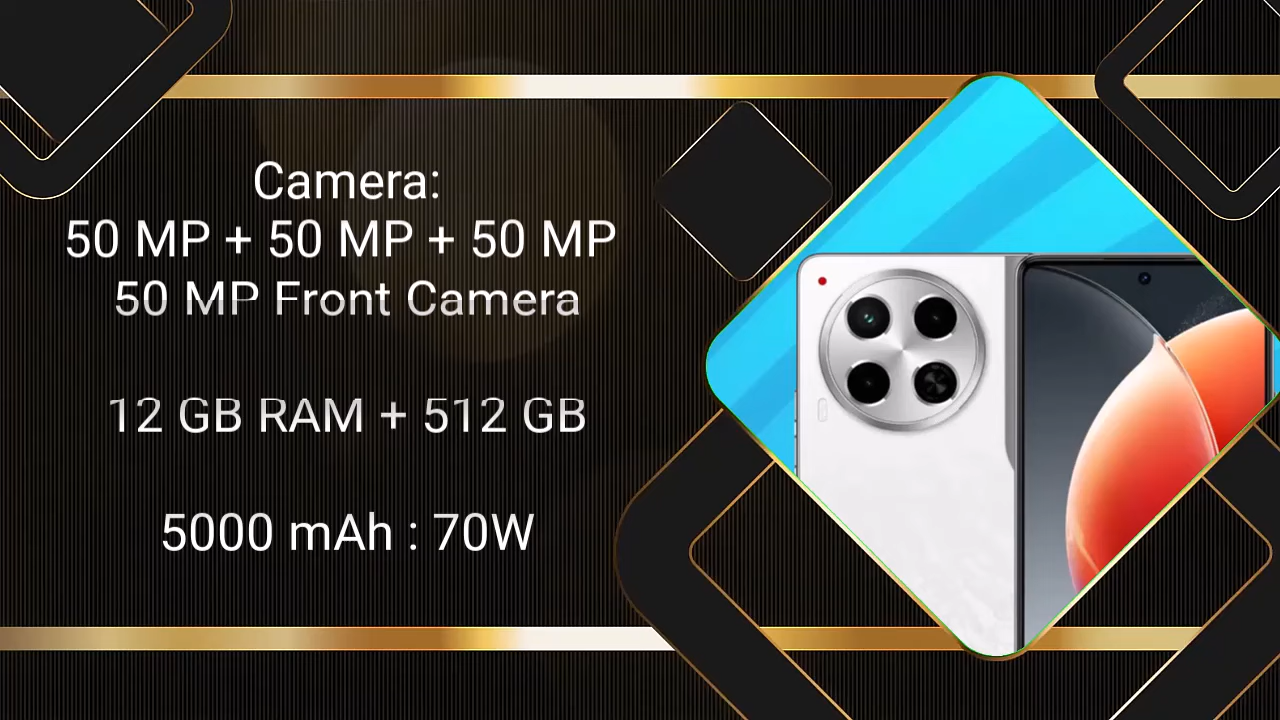 Camera:
50 MP + 50 MP + 50 MP
50 MP Front Camera
12 GB RAM + 512 GB
5000 mAh : 70W